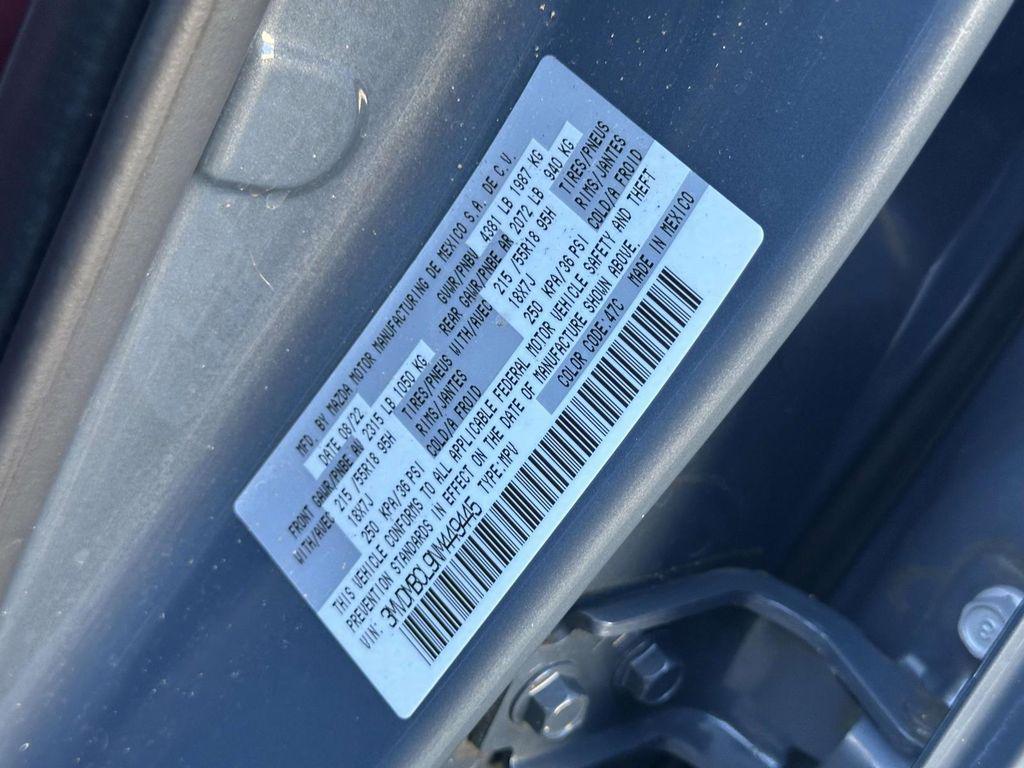 MFD. BY MAZDA MOTOR MANUFACTURING DE MEXICO S.A. DE C.V.
DATE 08/22 GVWR/PNBV 4381 LB 1987 KG
FRONT GAWR/PNBE AV 2315 LB 1050 KG REAR GAWR/PNBE AR 2072 LB 940 KG
WITH/AVEC 215 /55R18 95H TIRES/PNEUS WITH/AVEC 215 /55R18 95H TIRES/PNEUS
18X7J RIMS/JANTES 18X7J RIMS/JANTES
250 KPA/36 PSI COLD/A FROID 250 KPA/36 PSI COLD/A FROID
THIS VEHICLE CONFORMS TO ALL APPLICABLE FEDERAL MOTOR VEHICLE SAFETY AND THEFT
PREVENTION STANDARDS IN EFFECT ON THE DATE OF MANUFACTURE SHOWN ABOVE.
VIN: 3MVDMBCL9NM449445 TYPE:MPV COLOR CODE:47C MADE IN MEXICO